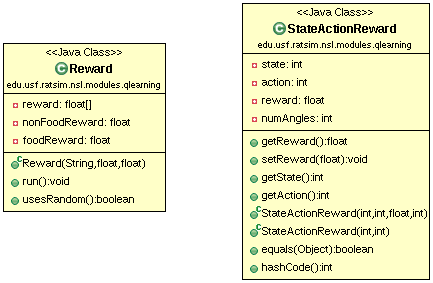 <<Java Class>>
Reward
edu.usf.ratsim.nsl.modules.qlearning
reward: float[]
nonFoodReward: float
foodReward: float
Reward(String,float,float)
run():void
usesRandom():boolean
<<Java Class>>
StateActionReward
edu.usf.ratsim.nsl.modules.qlearning
state: int
action: int
reward: float
numAngles: int
getReward():float
setReward(float):void
getState():int
getAction():int
StateActionReward(int,int,float,int)
StateActionReward(int,int)
equals(Object):boolean
hashCode():int